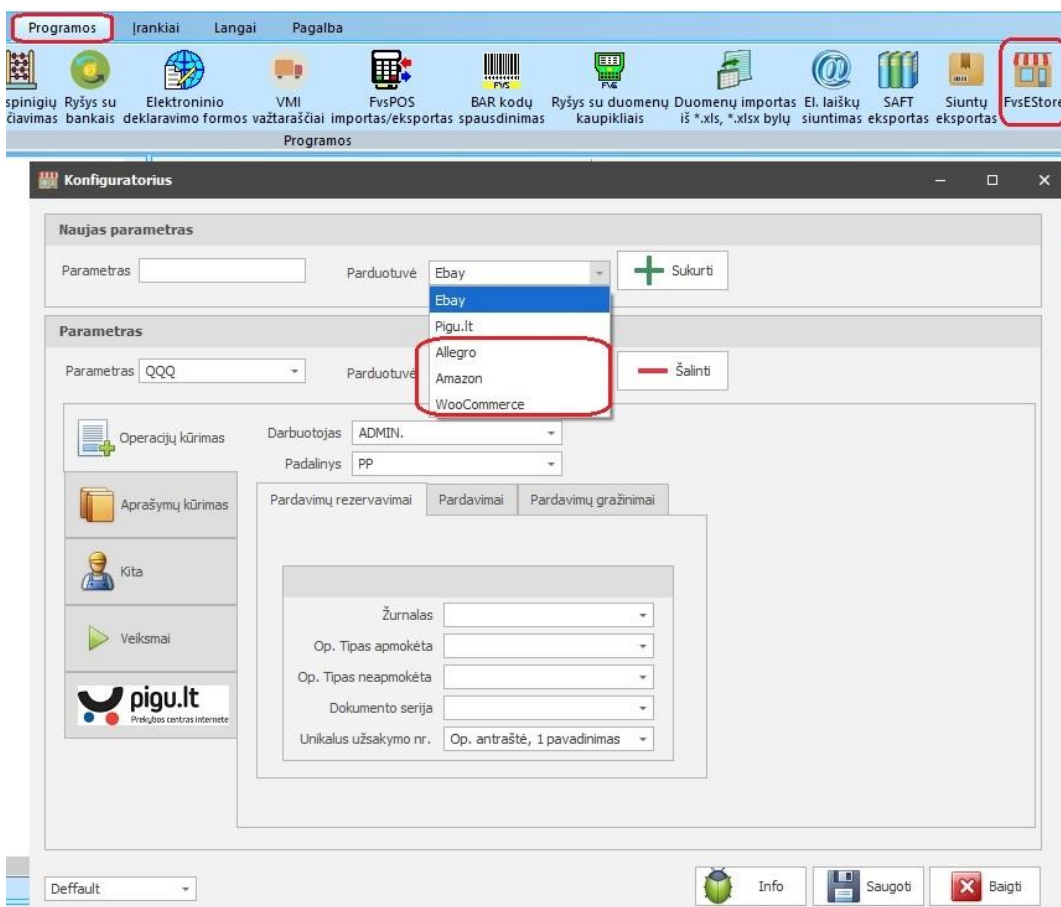 Programos Įrankiai Langai Pagalba
spinigių Ryšys su Elektroninio VMI FvsPOS BAR kodų Ryšys su duomenų Duomenų importas El. laiškų SAFT Siuntų FvsEStore
čiavimas bankais deklaravimo formos važtaraščiai importas/eksportas spausdinimas kaupikliais iš *.xls, *.xlsx bylų siuntimas eksportas eksportas
Programos
Konfiguratorius
Naujas parametras
Parametras Parduotuvė Ebay Sukurti
Ebay
Pigu.lt
Allegro
Amazon
WooCommerce
Parametras
Parametras QQQ Parduotuvė Šalinti
Operacijų kūrimas
Aprašymų kūrimas
Kita
Veiksmai
pigu.lt
Prekybos centras internete
Darbuotojas ADMIN.
Padalinys PP
Pardavimų rezervavimai Pardavimai Pardavimų gražinimai
Žurnalas
Op. Tipas apmokėta
Op. Tipas neapmokėta
Dokumento serija
Unikalus užsakymo nr. Op. antraštė, 1 pavadinimas
Deffault Info Saugoti Baigti